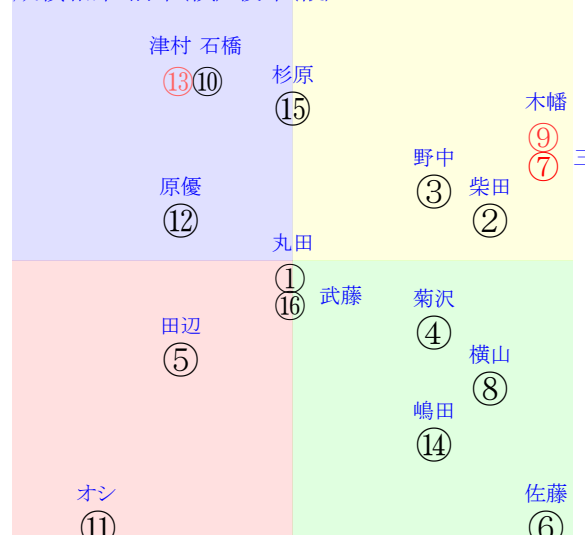 津村 石橋
⑬⑩
杉原
⑮
木幡
⑨
⑦
三
野中
③
柴田
②
原優
⑫
丸田
①
⑯ 武藤
菊沢
④
田辺
⑤
横山
⑧
嶋田
⑭
オシ
⑪
佐藤
⑥